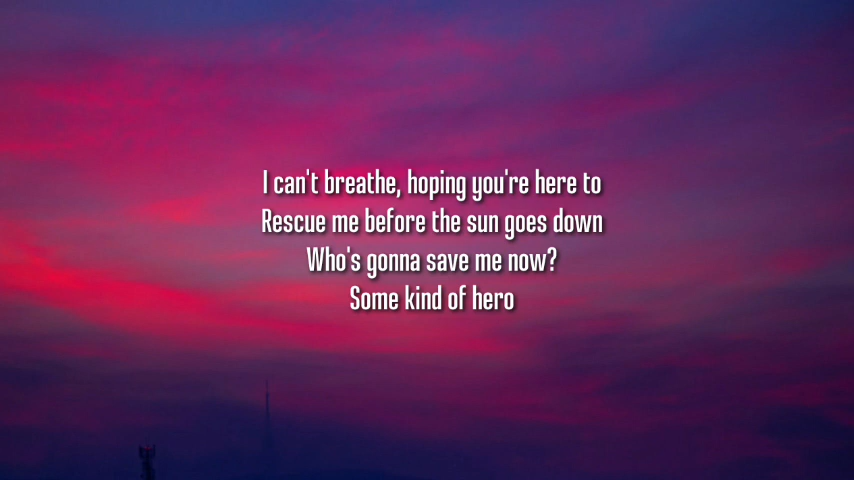 I can't breathe, hoping you're here to
Rescue me before the sun goes down
Who's gonna save me now?
Some kind of hero